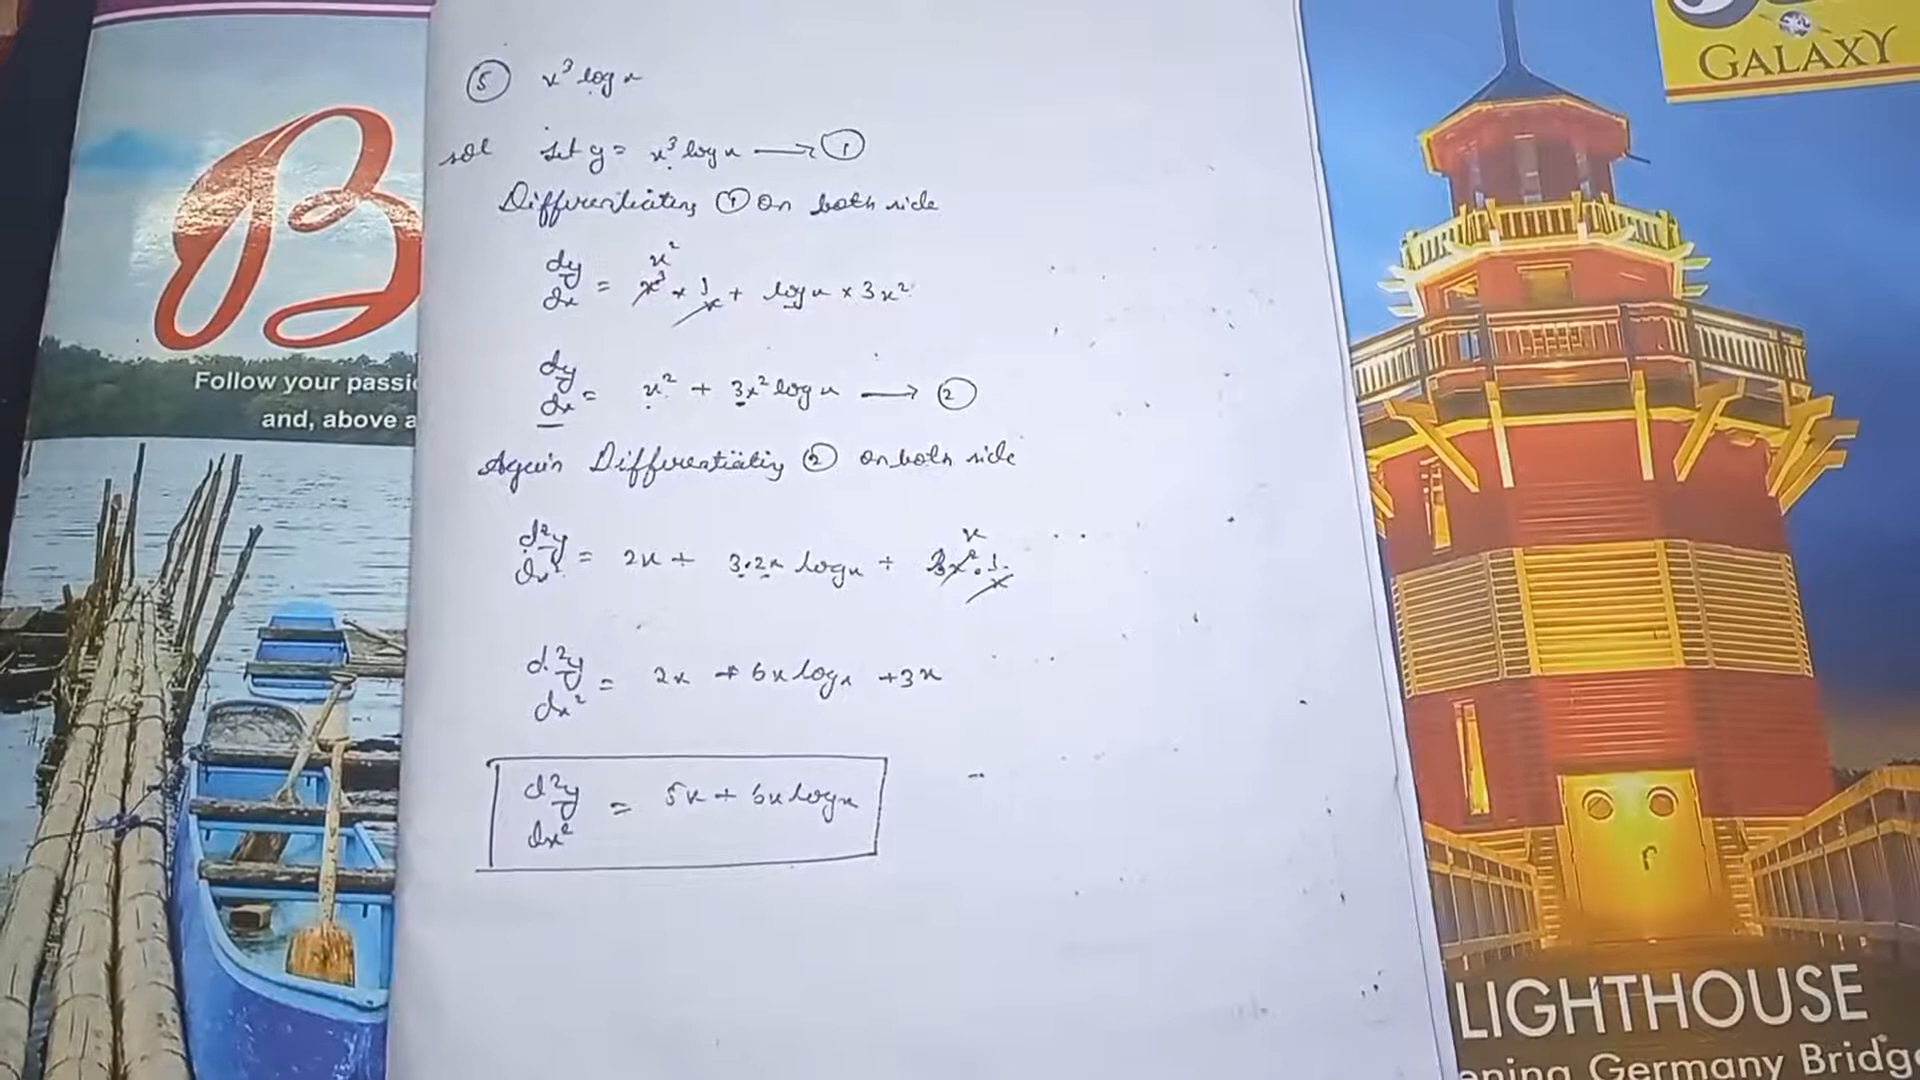 B
Follow your passi
and, above a
⑤ x³ log x
sol Let y = x³ log x → ①
Differentiating ① On both side
dy/dx = x³ × 1/x + log x × 3x²
x²
dy/dx = x² + 3x² log x → ②
Again Differentiating ② on both side
d²y/dx² = 2x + 3.2x log x + 3x² . 1/x
x
d²y/dx² = 2x + 6x log x + 3x
d²y/dx² = 5x + 6x log x
GALAXY
LIGHTHOUSE
ening Germany Bridge